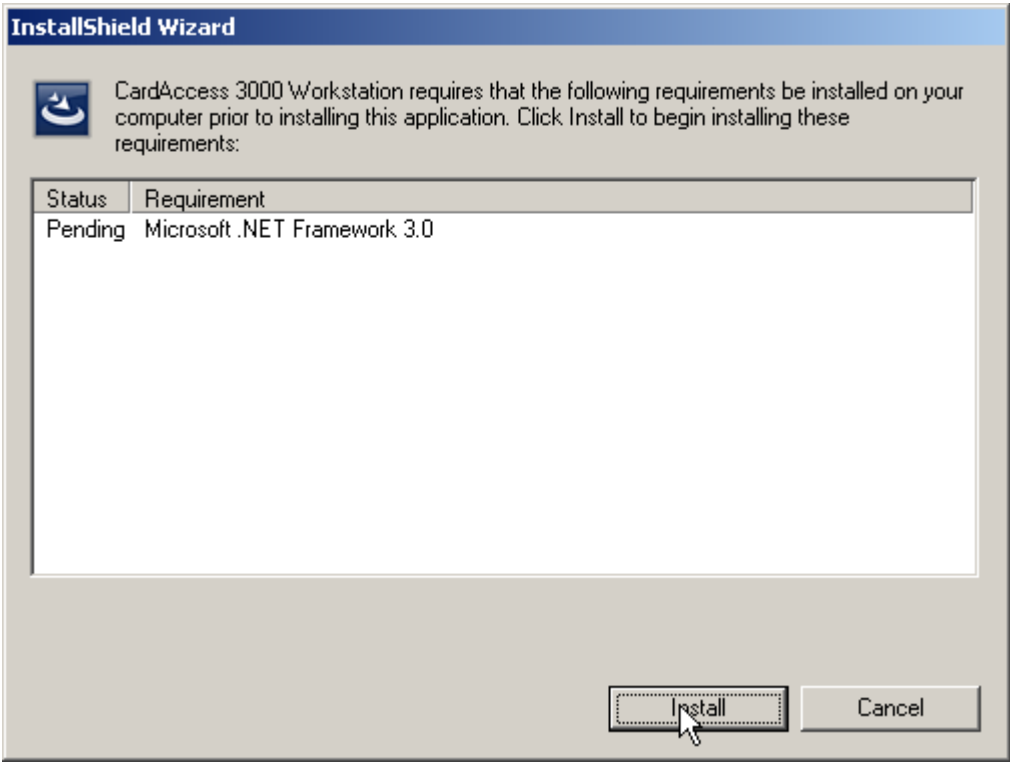 InstallShield Wizard
CardAccess 3000 Workstation requires that the following requirements be installed on your
computer prior to installing this application. Click Install to begin installing these
requirements:
Status Requirement
Pending Microsoft .NET Framework 3.0
Install Cancel